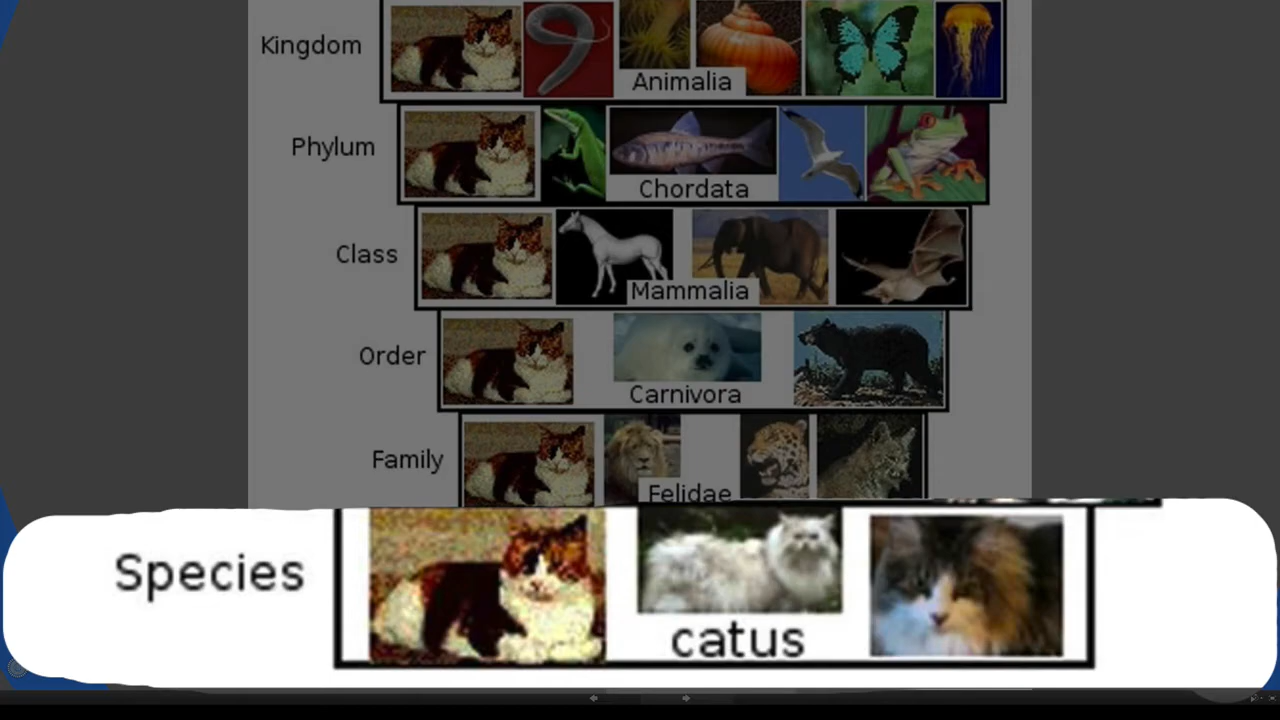 Kingdom
Animalia
Phylum
Chordata
Class
Mammalia
Order
Carnivora
Family
Felidae
Species
catus